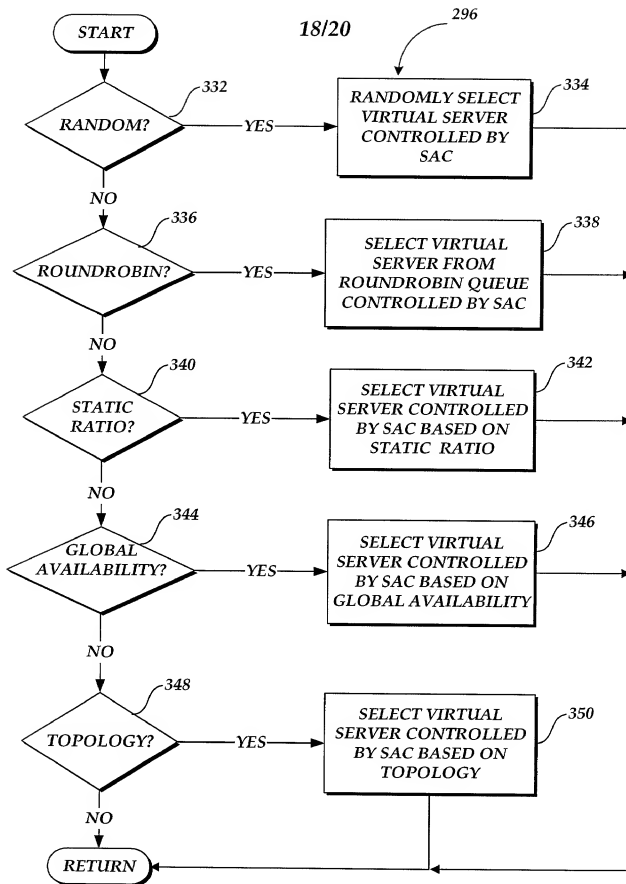 START
18/20
296
332
RANDOM?
YES
RANDOMLY SELECT
VIRTUAL SERVER
CONTROLLED BY
SAC
334
NO
336
ROUNDROBIN?
YES
SELECT VIRTUAL
SERVER FROM
ROUNDROBIN QUEUE
CONTROLLED BY SAC
338
NO
340
STATIC
RATIO?
YES
SELECT VIRTUAL
SERVER CONTROLLED
BY SAC BASED ON
STATIC RATIO
342
NO
344
GLOBAL
AVAILABILITY?
YES
SELECT VIRTUAL
SERVER CONTROLLED
BY SAC BASED ON
GLOBAL AVAILABILITY
346
NO
348
TOPOLOGY?
YES
SELECT VIRTUAL
SERVER CONTROLLED
BY SAC BASED ON
TOPOLOGY
350
NO
RETURN